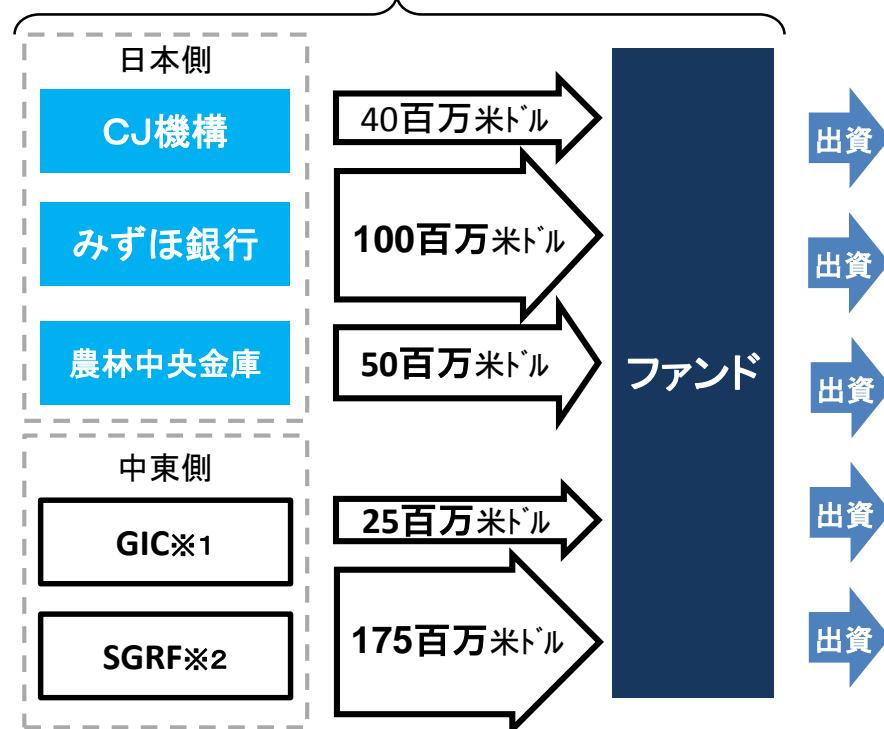 日本側
CJ機構
40百万米ﾄﾞﾙ
出資
みずほ銀行
100百万米ﾄﾞﾙ
出資
農林中央金庫
50百万米ﾄﾞﾙ
ファンド
出資
中東側
GIC※1
25百万米ﾄﾞﾙ
出資
SGRF※2
175百万米ﾄﾞﾙ
出資